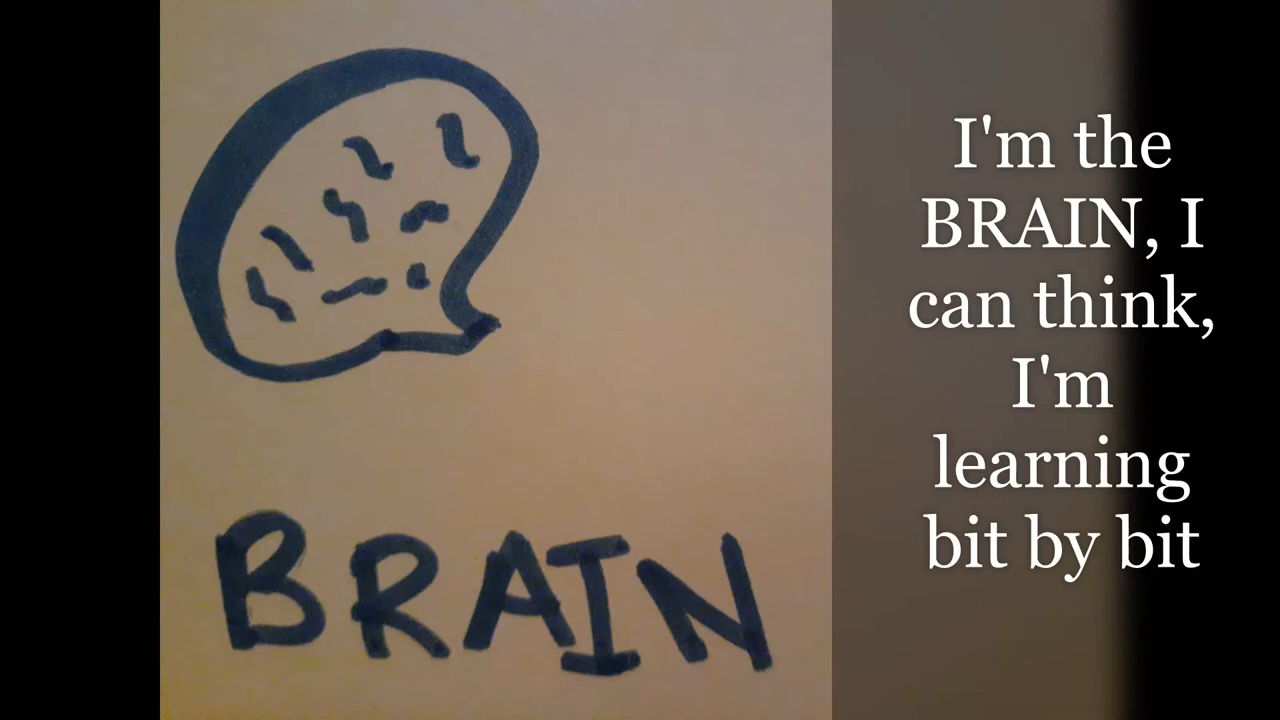 BRAIN
I'm the
BRAIN, I
can think,
I'm
learning
bit by bit